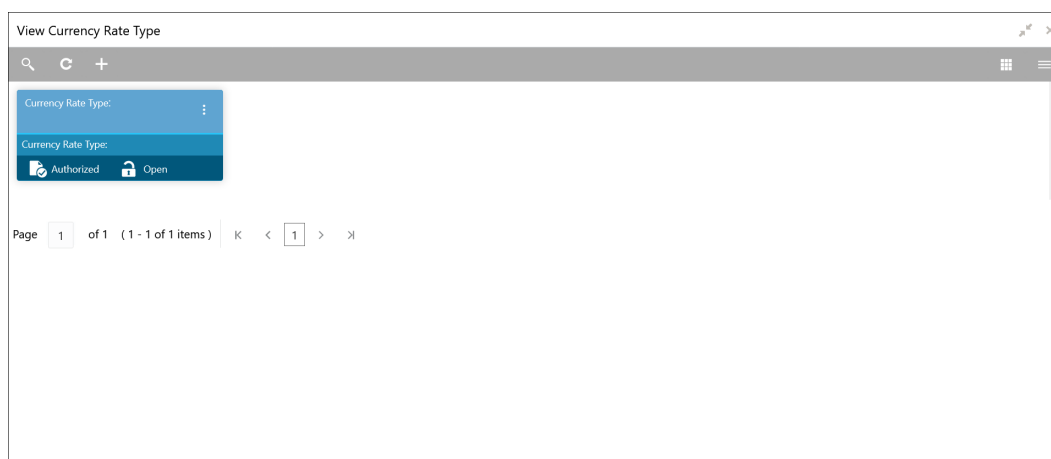 View Currency Rate Type
Currency Rate Type:
Currency Rate Type:
Authorized Open
Page 1 of 1 ( 1 - 1 of 1 items ) 1